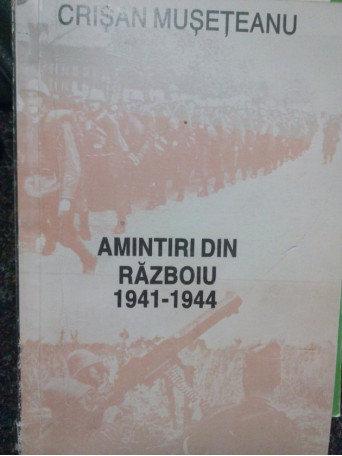 CRIȘAN MUȘEȚEANU
AMINTIRI DIN
RĂZBOIU
1941-1944